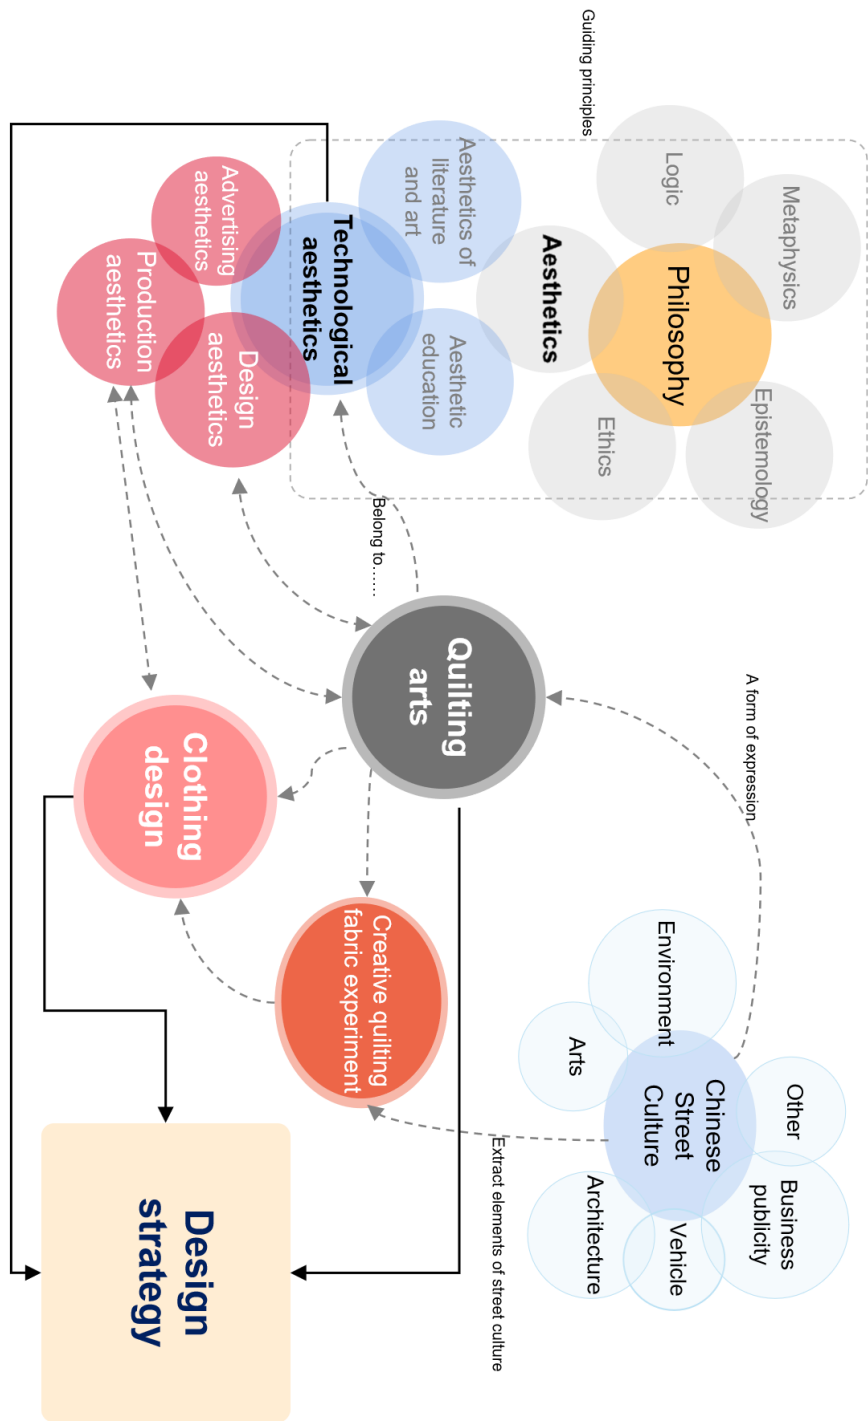 Guiding principles
Metaphysics
Logic
Philosophy
Epistemology
Ethics
Aesthetics
Aesthetics of
literature
and art
Aesthetic
education
Technological
aesthetics
Advertising
aesthetics
Production
aesthetics
Design
aesthetics
Belong to……
Quilting
arts
A form of expression
Clothing
design
Creative quilting
fabric experiment
Environment
Arts
Other
Chinese
Street
Culture
Business
publicity
Vehicle
Architecture
Extract elements of street culture
Design
strategy